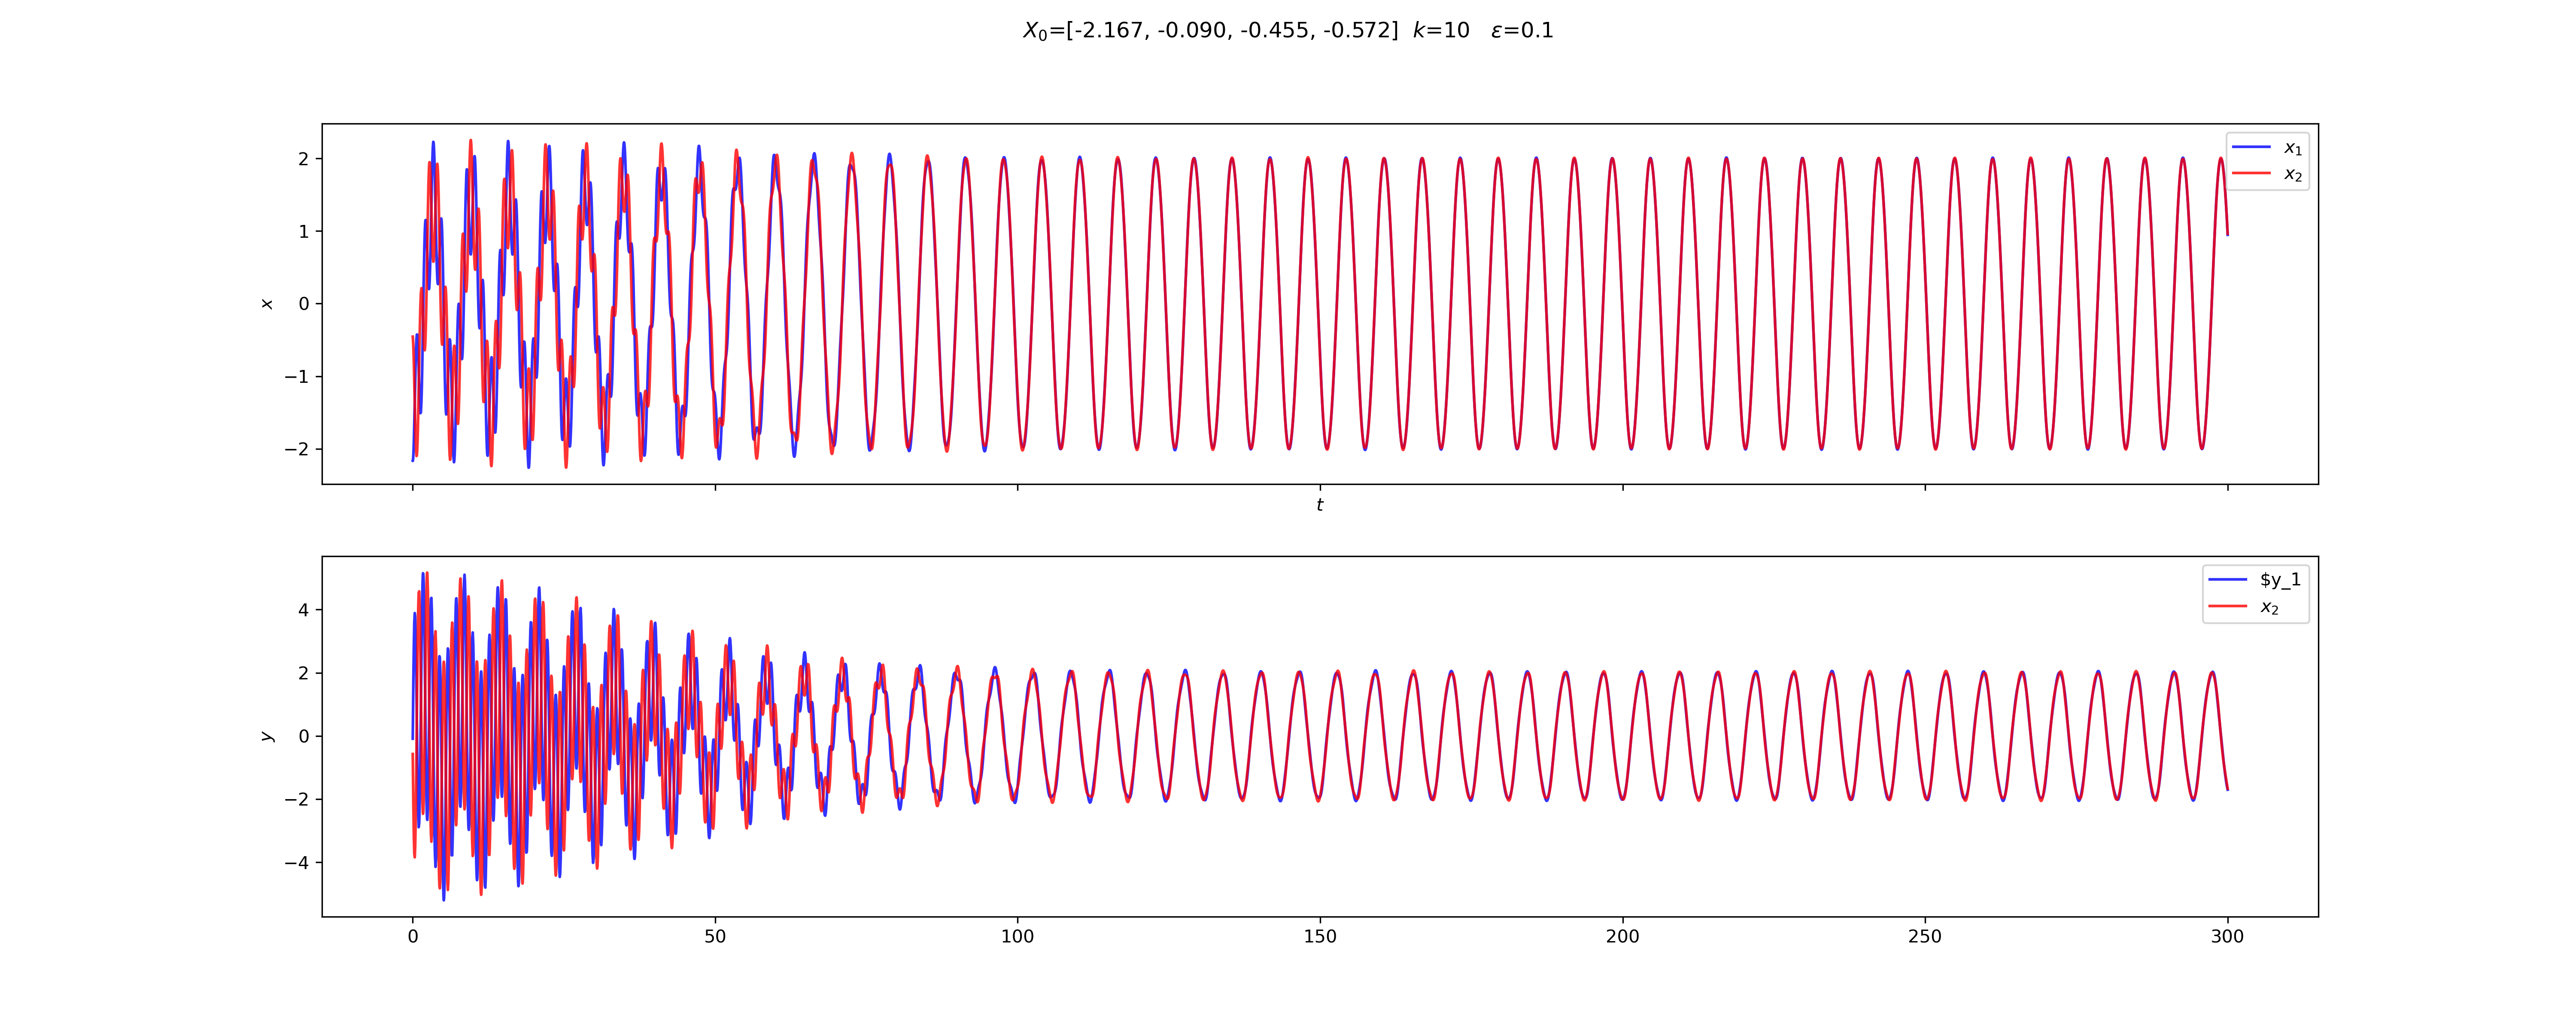 X₀=[-2.167, -0.090, -0.455, -0.572] k=10 ε=0.1
2
1
0
−1
−2
x
x₁
x₂
t
4
2
0
−2
−4
y
$y_1
x₂
0 50 100 150 200 250 300